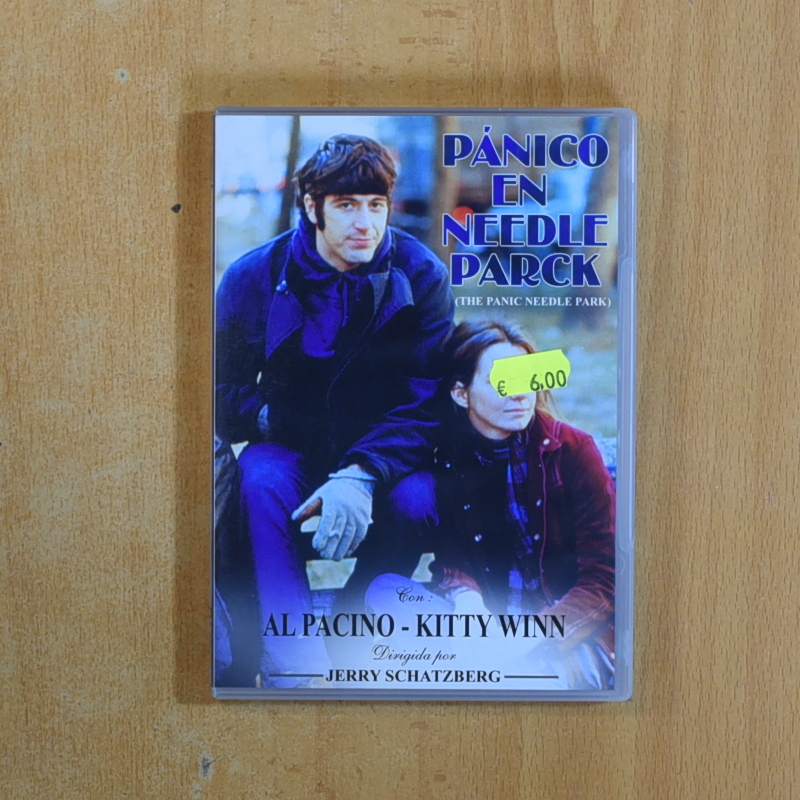 PÁNICO
EN
NEEDLE
PARCK
(THE PANIC NEEDLE PARK)
€ 6,00
Con :
AL PACINO - KITTY WINN
Dirigida por
JERRY SCHATZBERG